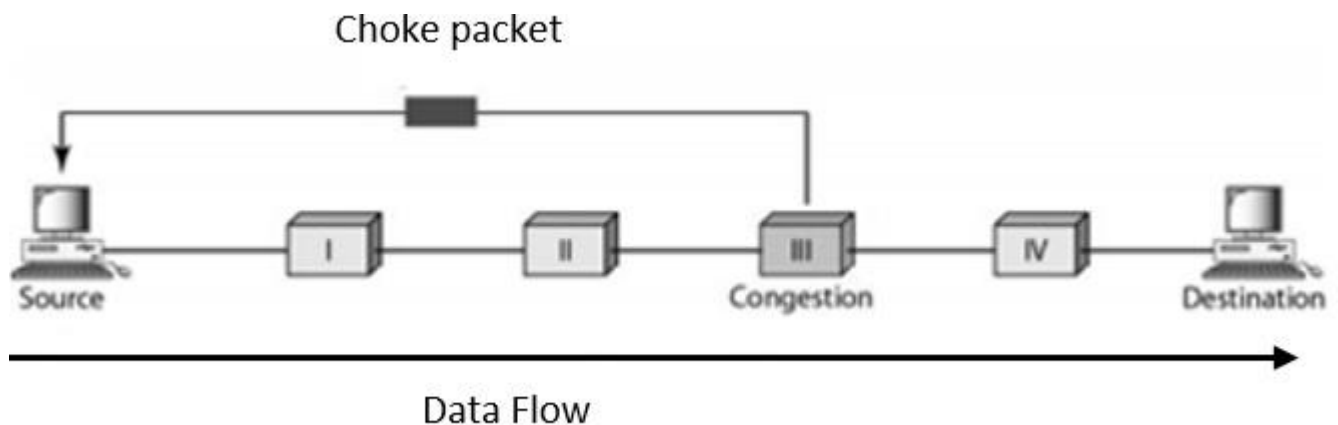 Choke packet
I
II
III
IV
Source
Congestion
Destination
Data Flow